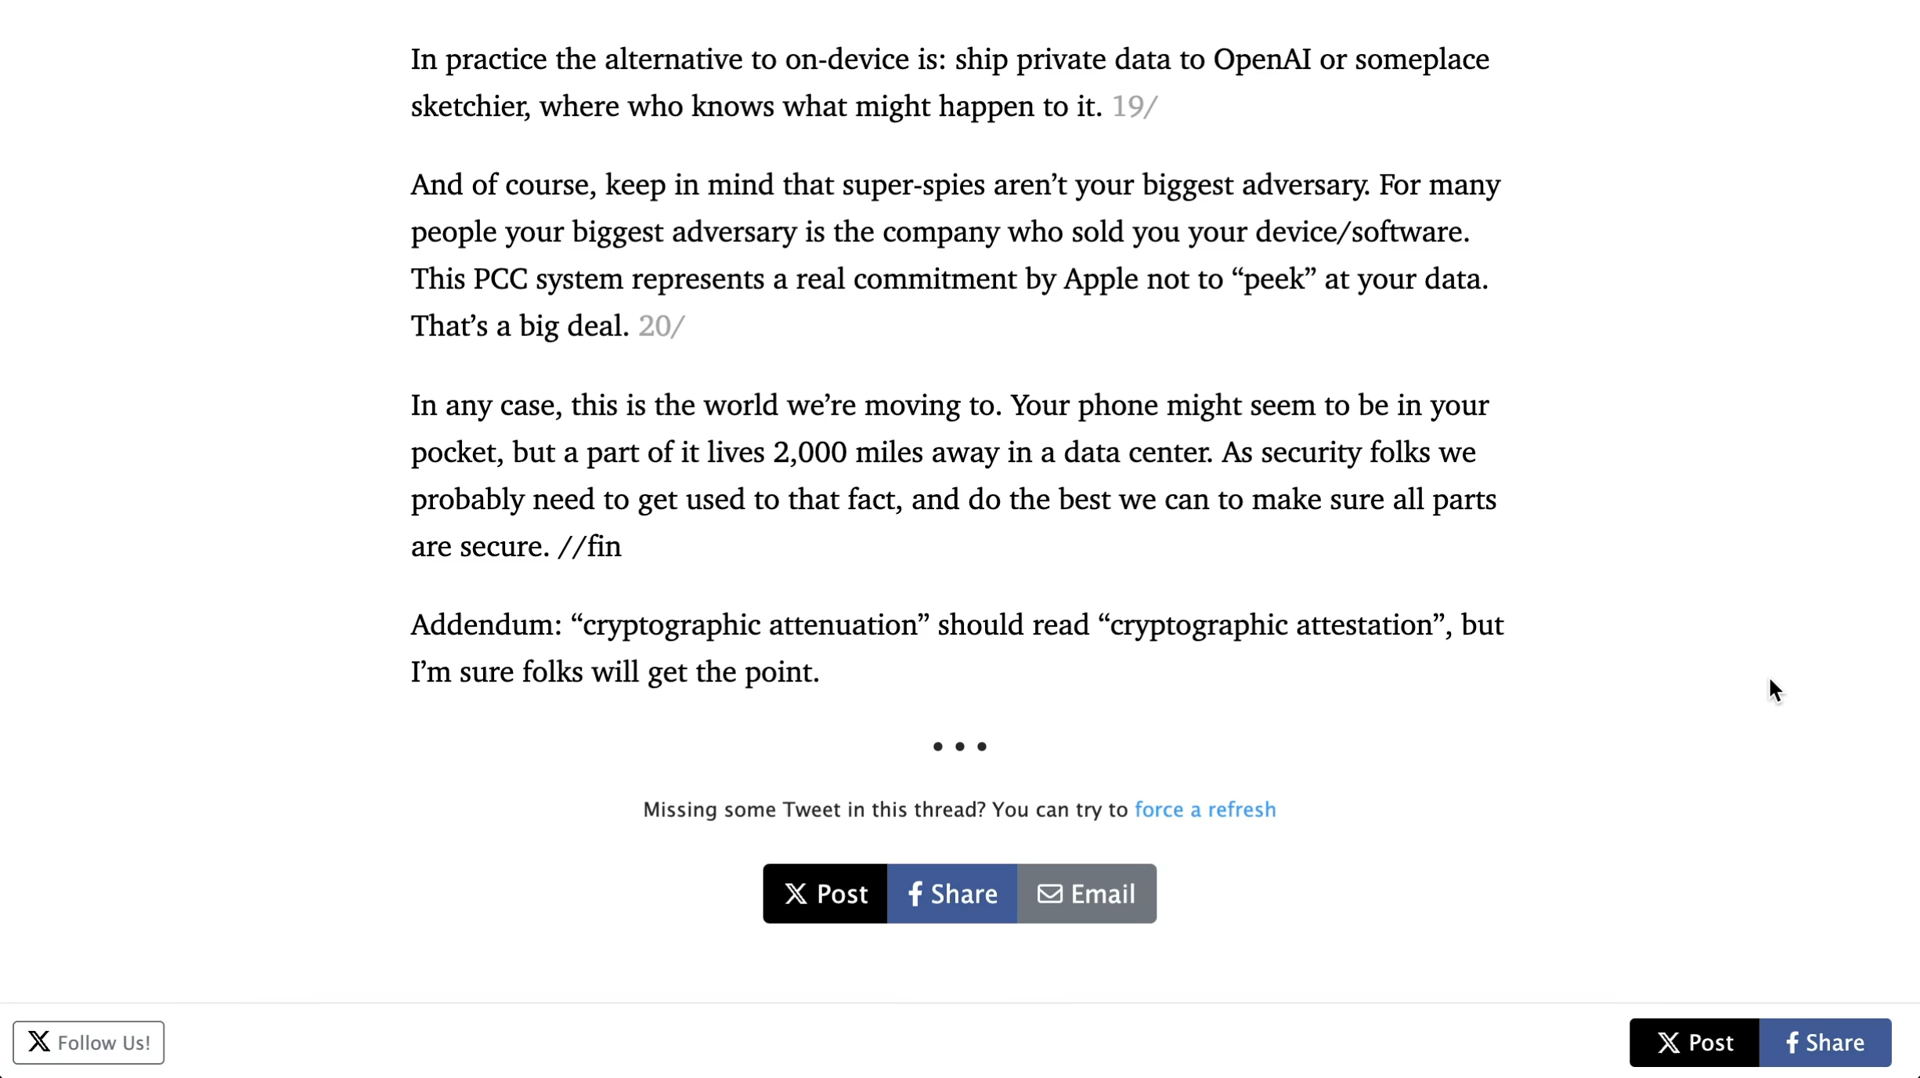 In practice the alternative to on-device is: ship private data to OpenAI or someplace
sketchier, where who knows what might happen to it. 19/
And of course, keep in mind that super-spies aren’t your biggest adversary. For many
people your biggest adversary is the company who sold you your device/software.
This PCC system represents a real commitment by Apple not to “peek” at your data.
That’s a big deal. 20/
In any case, this is the world we’re moving to. Your phone might seem to be in your
pocket, but a part of it lives 2,000 miles away in a data center. As security folks we
probably need to get used to that fact, and do the best we can to make sure all parts
are secure. //fin
Addendum: “cryptographic attenuation” should read “cryptographic attestation”, but
I’m sure folks will get the point.
• • •
Missing some Tweet in this thread? You can try to force a refresh
Post Share Email
Follow Us! Post Share